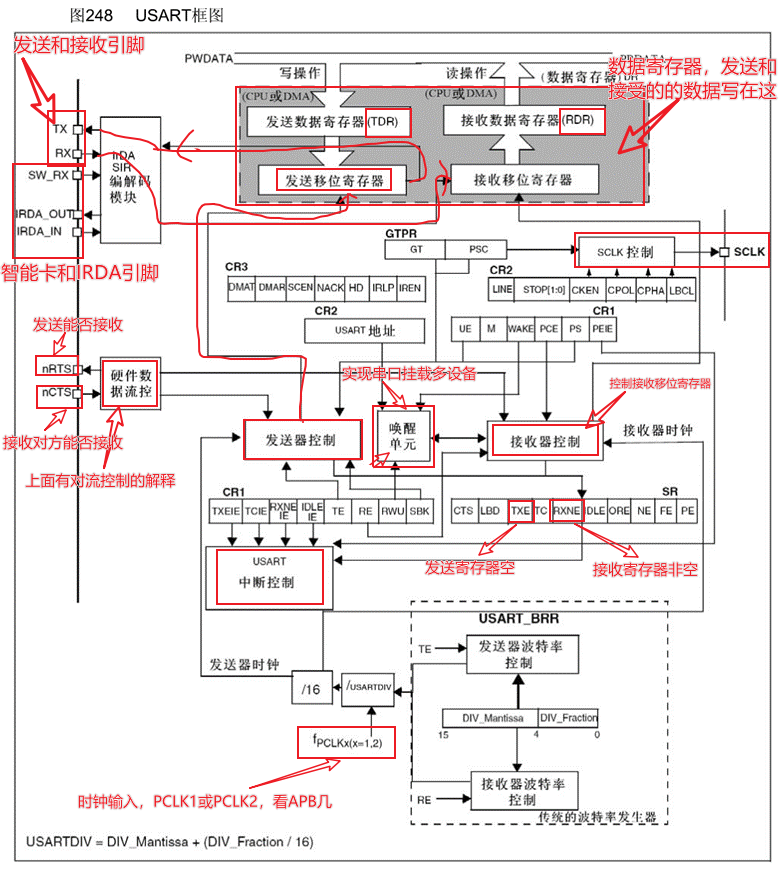 图248 USART框图
发送和接收引脚
PWDATA
PRDATA
写操作
读操作
(数据寄存器)DR
数据寄存器，发送和
接受的的数据写在这
(CPU或DMA)
(CPU或DMA)
发送数据寄存器(TDR)
接收数据寄存器(RDR)
TX
RX
SW_RX
IRDA_OUT
IRDA_IN
IrDA
SIR
编解码
模块
发送移位寄存器
接收移位寄存器
智能卡和IRDA引脚
GTPR
GT
PSC
SCLK 控制
SCLK
CR3
DMAT
DMAR
SCEN
NACK
HD
IRLP
IREN
CR2
LINE
STOP[1:0]
CKEN
CPOL
CPHA
LBCL
CR2
USART 地址
CR1
UE
M
WAKE
PCE
PS
PEIE
发送能否接收
nRTS
nCTS
硬件数
据流控
接收对方能否接收
上面有对流控制的解释
实现串口挂载多设备
控制接收移位寄存器
发送器控制
唤醒
单元
接收器控制
接收器时钟
CR1
TXEIE
TCIE
RXNE
IE
IDLE
IE
TE
RE
RWU
SBK
SR
CTS
LBD
TXE
TC
RXNE
IDLE
ORE
NE
FE
PE
发送寄存器空
接收寄存器非空
USART
中断控制
USART_BRR
发送器时钟
TE
发送器波特率
控制
/16
/USARTDIV
DIV_Mantissa
DIV_Fraction
15
4
0
fPCLKx(x=1,2)
RE
接收器波特率
控制
时钟输入，PCLK1或PCLK2，看APB几
传统的波特率发生器
USARTDIV = DIV_Mantissa + (DIV_Fraction / 16)